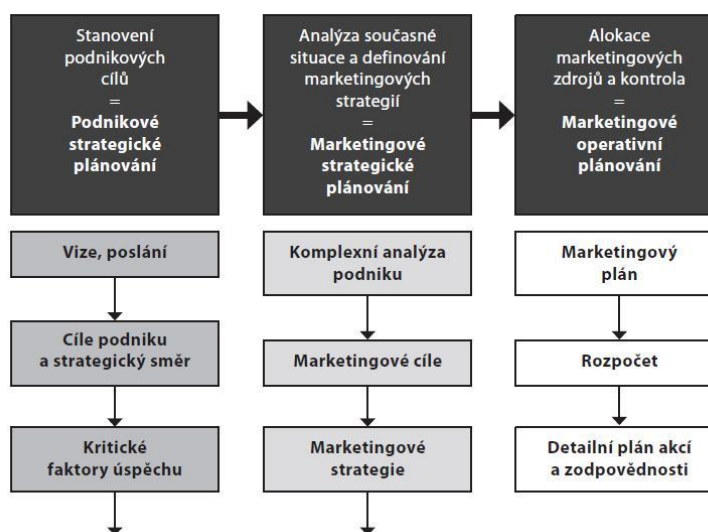 Stanovení
podnikových
cílů
=
Podnikové
strategické
plánování
Analýza současné
situace a definování
marketingových
strategií
=
Marketingové
strategické
plánování
Alokace
marketingových
zdrojů a kontrola
=
Marketingové
operativní
plánování
Vize, poslání
Cíle podniku
a strategický směr
Kritické
faktory úspěchu
Komplexní analýza
podniku
Marketingové cíle
Marketingové
strategie
Marketingový
plán
Rozpočet
Detailní plán akcí
a zodpovědnosti